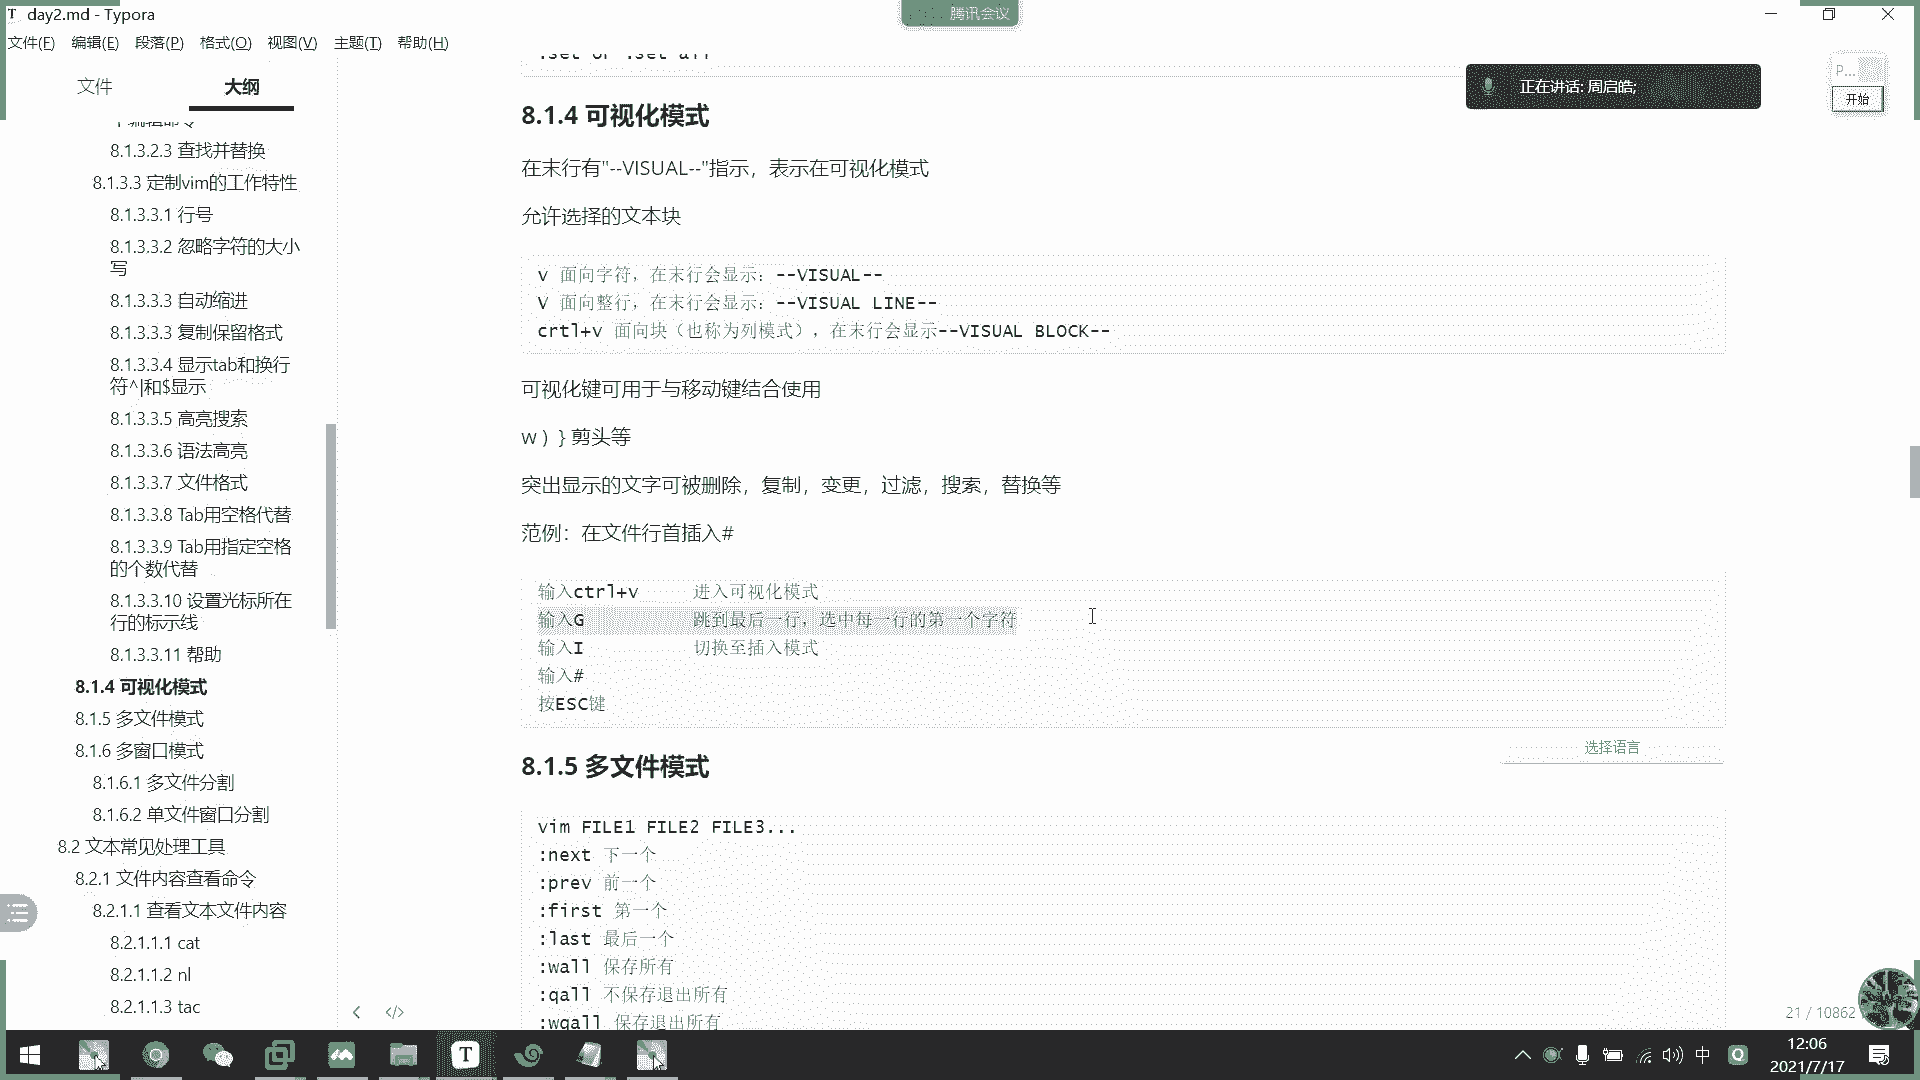 day2.md - Typora
腾讯会议
文件(F) 编辑(E) 段落(P) 格式(O) 视图(V) 主题(T) 帮助(H)
文件
大纲
8.1.3.2.3 查找并替换
8.1.3.3 定制vim的工作特性
8.1.3.3.1 行号
8.1.3.3.2 忽略字符的大小
写
8.1.3.3.3 自动缩进
8.1.3.3.3 复制保留格式
8.1.3.3.4 显示tab和换行
符^|和$显示
8.1.3.3.5 高亮搜索
8.1.3.3.6 语法高亮
8.1.3.3.7 文件格式
8.1.3.3.8 Tab用空格代替
8.1.3.3.9 Tab用指定空格
的个数代替
8.1.3.3.10 设置光标所在
行的标示线
8.1.3.3.11 帮助
8.1.4 可视化模式
8.1.5 多文件模式
8.1.6 多窗口模式
8.1.6.1 多文件分割
8.1.6.2 单文件窗口分割
8.2 文本常见处理工具
8.2.1 文件内容查看命令
8.2.1.1 查看文本文件内容
8.2.1.1.1 cat
8.2.1.1.2 nl
8.2.1.1.3 tac
:set or :set all
8.1.4 可视化模式
在末行有"--VISUAL--"指示，表示在可视化模式
允许选择的文本块
v 面向字符，在末行会显示：--VISUAL--
V 面向整行，在末行会显示：--VISUAL LINE--
crtl+v 面向块（也称为列模式），在末行会显示--VISUAL BLOCK--
可视化键可用于与移动键结合使用
w ) } 剪头等
突出显示的文字可被删除，复制，变更，过滤，搜索，替换等
范例：在文件行首插入#
输入ctrl+v 进入可视化模式
输入G 跳到最后一行，选中每一行的第一个字符
输入I 切换至插入模式
输入#
按ESC键
选择语言
8.1.5 多文件模式
vim FILE1 FILE2 FILE3...
:next 下一个
:prev 前一个
:first 第一个
:last 最后一个
:wall 保存所有
:qall 不保存退出所有
:wqall 保存退出所有
正在讲话: 周启皓;
P...
开始
21 / 10862
中
12:06
2021/7/17